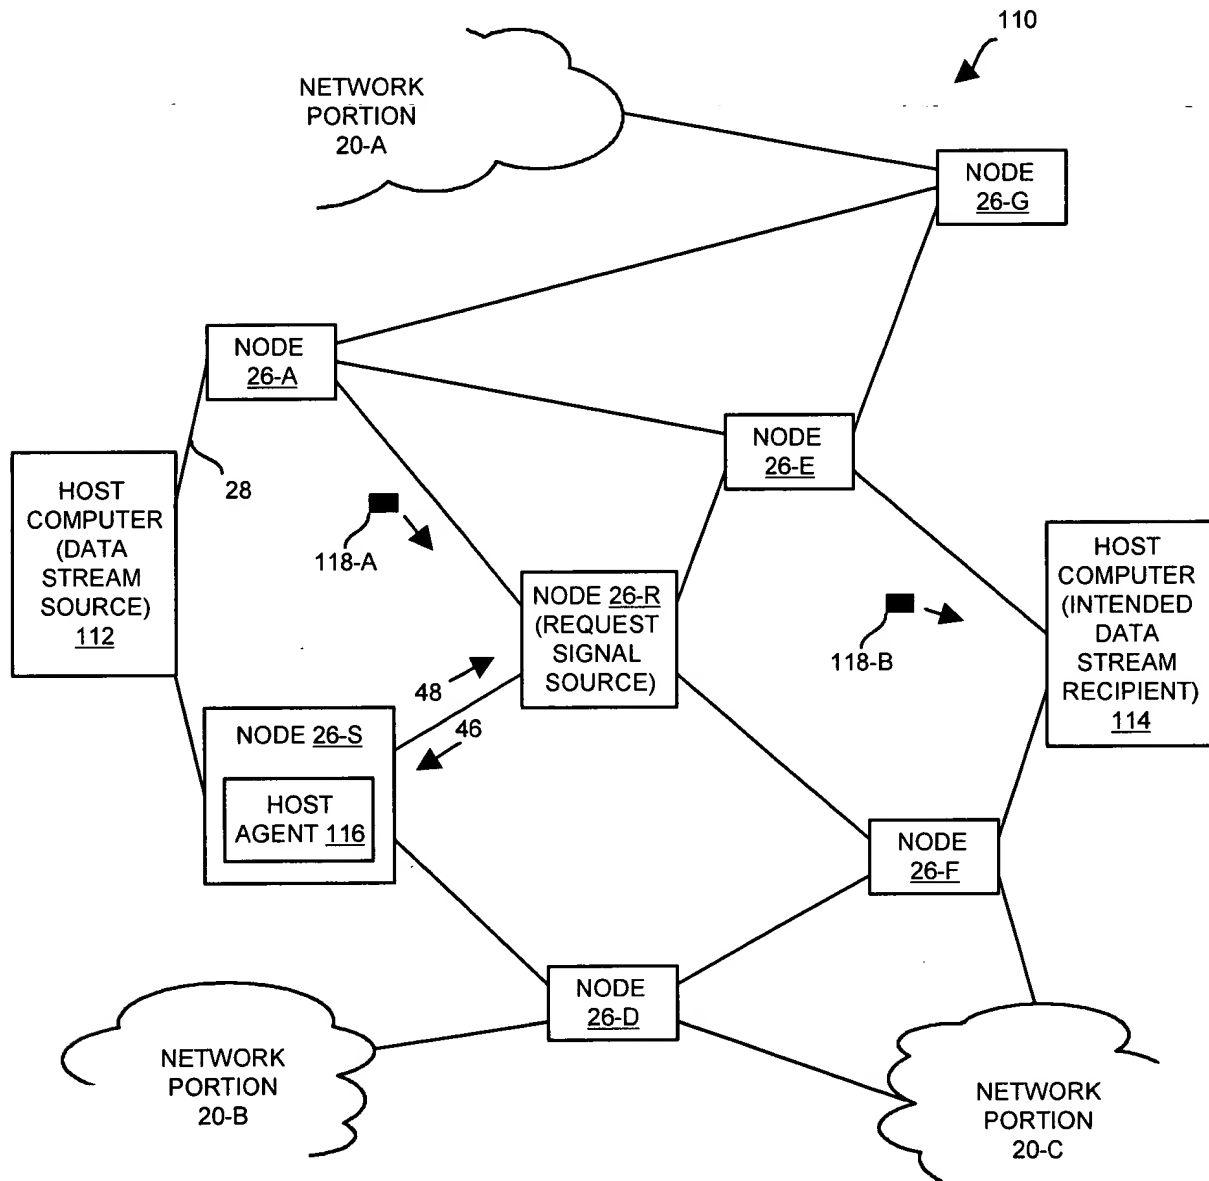 110
NETWORK
PORTION
20-A
NODE
26-G
NODE
26-A
NODE
26-E
28
HOST
COMPUTER
(DATA
STREAM
SOURCE)
112
118-A
HOST
COMPUTER
(INTENDED
DATA
STREAM
RECIPIENT)
114
NODE 26-R
(REQUEST
SIGNAL
SOURCE)
118-B
48
46
NODE 26-S
HOST
AGENT 116
NODE
26-F
NODE
26-D
NETWORK
PORTION
20-B
NETWORK
PORTION
20-C